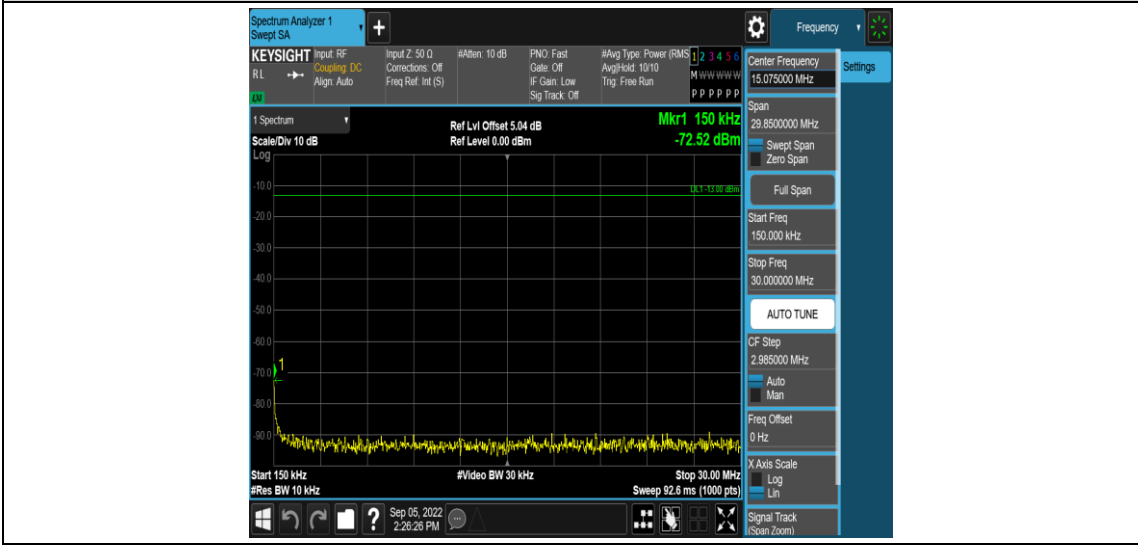 Spectrum Analyzer 1
Swept SA
+
Frequency
KEYSIGHT
RL
LM
Input: RF
Coupling: DC
Align: Auto
Input Z: 50 Ω
Corrections: Off
Freq Ref: Int (S)
#Atten: 10 dB
PNO: Fast
Gate: Off
IF Gain: Low
Sig Track: Off
#Avg Type: Power (RMS
Avg|Hold: 10/10
Trig: Free Run
1 2 3 4 5 6
M W W W W W
P P P P P P
1 Spectrum
Scale/Div 10 dB
Log
Ref Lvl Offset 5.04 dB
Ref Level 0.00 dBm
Mkr1 150 kHz
-72.52 dBm
DL1 -13.00 dBm
-10.0
-20.0
-30.0
-40.0
-50.0
-60.0
-70.0
-80.0
-90.0
1
Start 150 kHz
#Res BW 10 kHz
#Video BW 30 kHz
Stop 30.00 MHz
Sweep 92.6 ms (1000 pts)
?
Sep 05, 2022
2:26:26 PM
Center Frequency
15.075000 MHz
Span
29.8500000 MHz
Swept Span
Zero Span
Full Span
Start Freq
150.000 kHz
Stop Freq
30.000000 MHz
AUTO TUNE
CF Step
2.985000 MHz
Auto
Man
Freq Offset
0 Hz
X Axis Scale
Log
Lin
Signal Track
(Span Zoom)
Settings